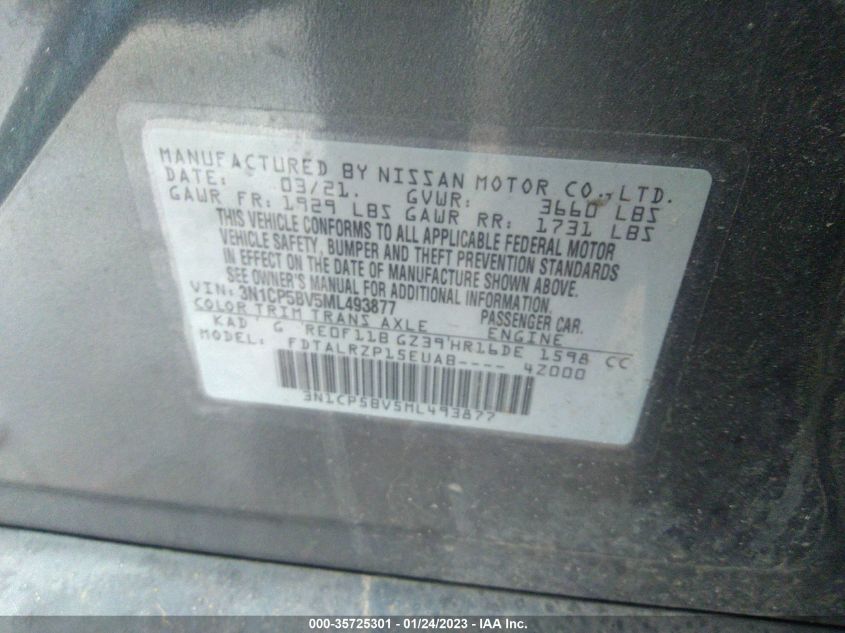 MANUFACTURED BY NISSAN MOTOR CO., LTD.
DATE: 03/21. GVWR: 3660 LBS
GAWR FR: 1929 LBS GAWR RR: 1731 LBS
THIS VEHICLE CONFORMS TO ALL APPLICABLE FEDERAL MOTOR
VEHICLE SAFETY, BUMPER AND THEFT PREVENTION STANDARDS
IN EFFECT ON THE DATE OF MANUFACTURE SHOWN ABOVE.
SEE OWNER'S MANUAL FOR ADDITIONAL INFORMATION.
VIN: 3N1CP5BV5ML493877 PASSENGER CAR.
COLOR TRIM TRANS AXLE ENGINE
KAD G RE0F11B GZ39 HR16DE 1598 CC
MODEL: FDTALRZP15EUAB---- 42000
3N1CP5BV5ML493877
000-35725301 - 01/24/2023 - IAA Inc.